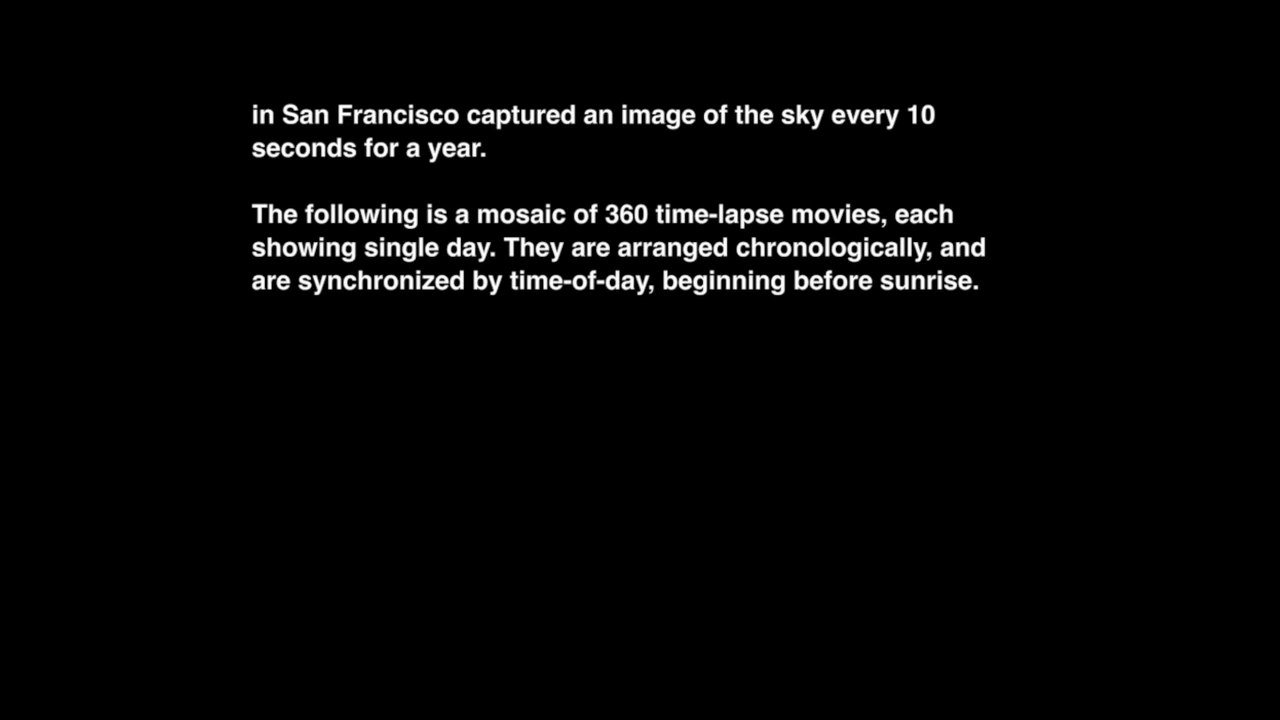 in San Francisco captured an image of the sky every 10
seconds for a year.
The following is a mosaic of 360 time-lapse movies, each
showing single day. They are arranged chronologically, and
are synchronized by time-of-day, beginning before sunrise.